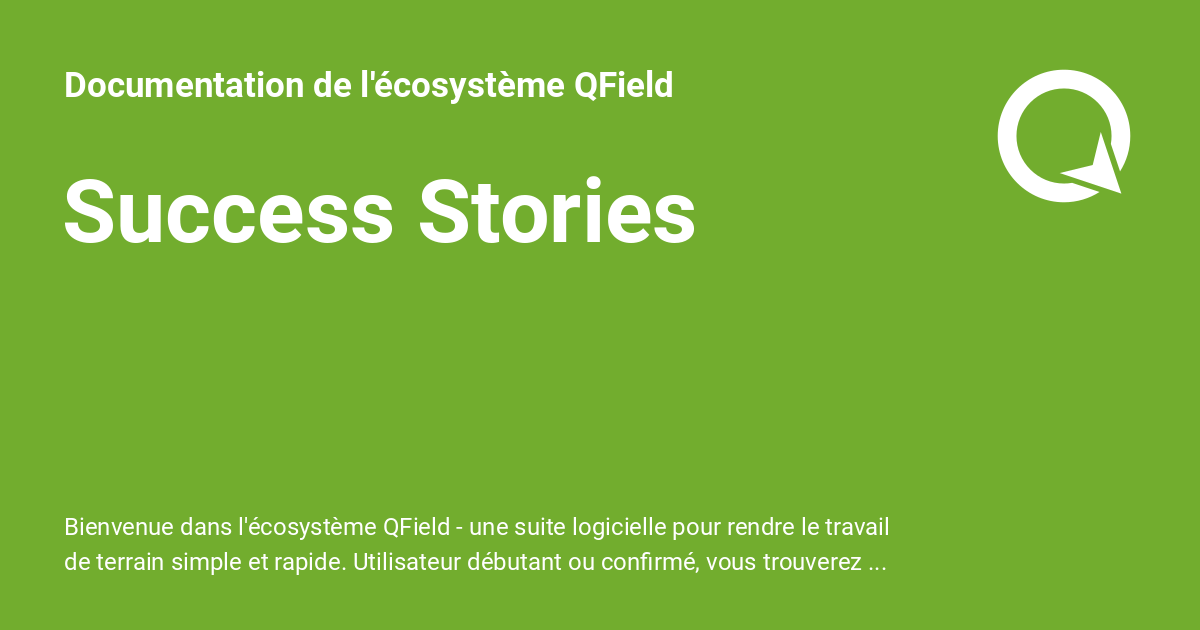 Documentation de l'écosystème QField
Success Stories
Bienvenue dans l'écosystème QField - une suite logicielle pour rendre le travail
de terrain simple et rapide. Utilisateur débutant ou confirmé, vous trouverez ...